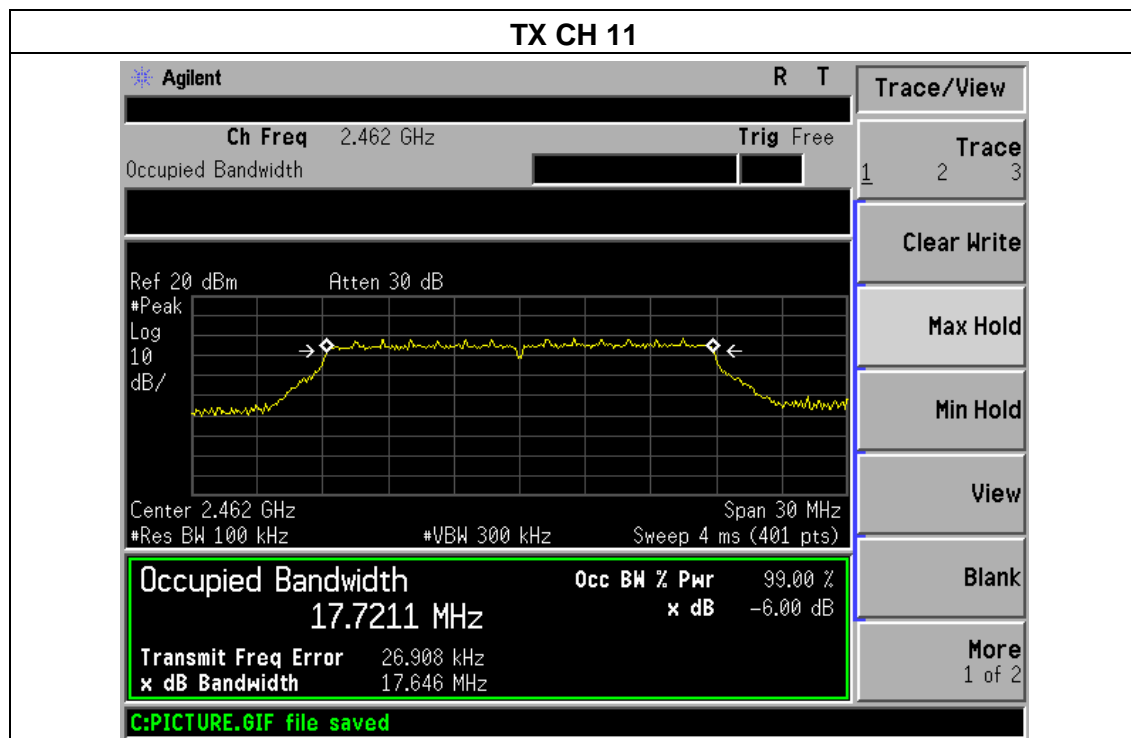 TX CH 11
Agilent R T
Trace/View
Ch Freq 2.462 GHz Trig Free
Occupied Bandwidth
Trace
1 2 3
Clear Write
Ref 20 dBm Atten 30 dB
#Peak
Log
10
dB/
Max Hold
Min Hold
View
Center 2.462 GHz Span 30 MHz
#Res BW 100 kHz #VBW 300 kHz Sweep 4 ms (401 pts)
Occupied Bandwidth Occ BW % Pwr 99.00 %
17.7211 MHz x dB -6.00 dB
Blank
Transmit Freq Error 26.908 kHz
x dB Bandwidth 17.646 MHz
More
1 of 2
C:PICTURE.GIF file saved